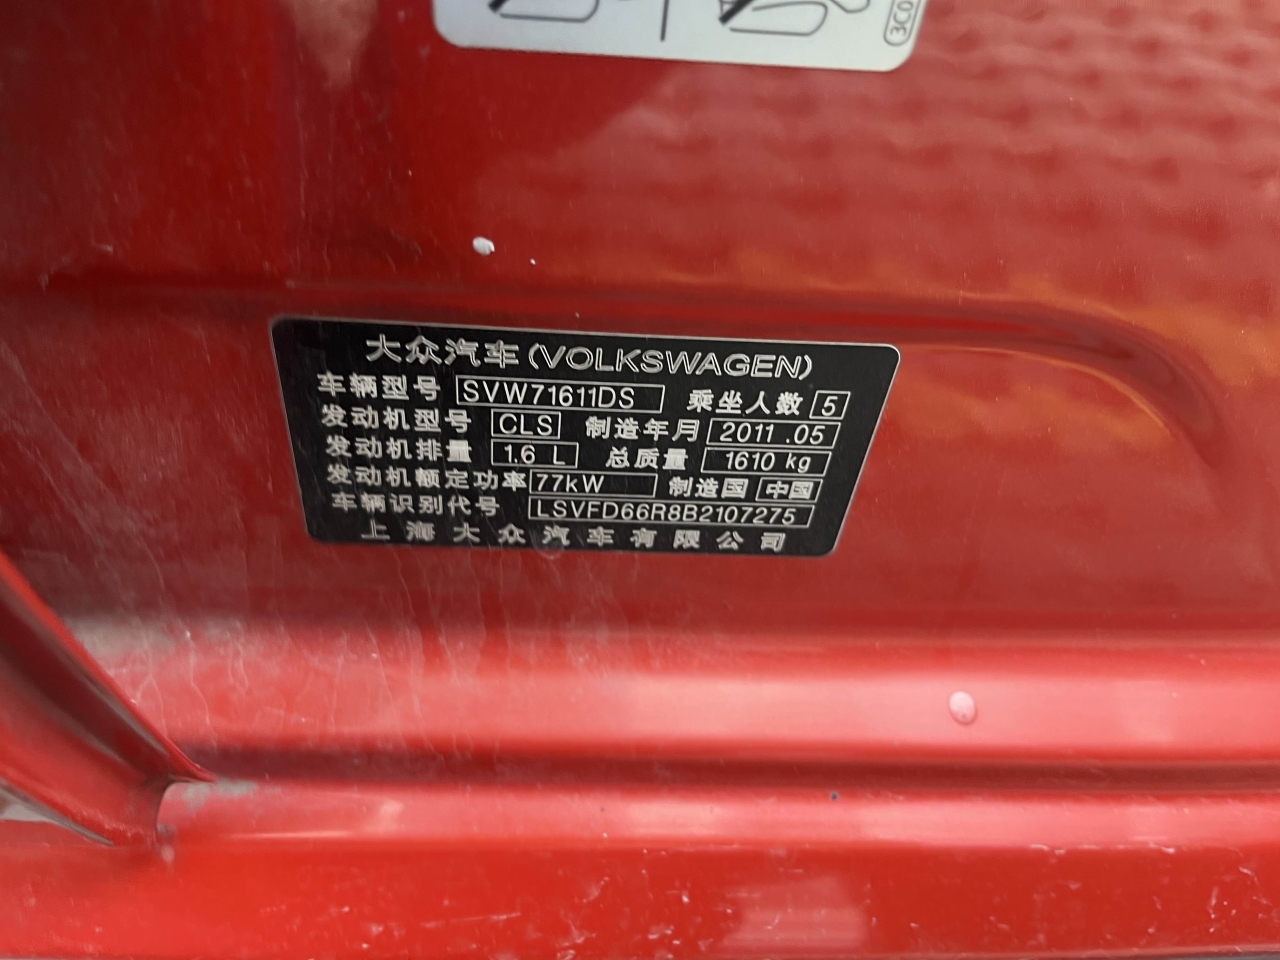 3C0
大众汽车(VOLKSWAGEN)
车辆型号 SVW71611DS 乘坐人数 5
发动机型号 CLS 制造年月 2011.05
发动机排量 1.6 L 总质量 1610 kg
发动机额定功率 77kW 制造国 中国
车辆识别代号 LSVFD66R8B2107275
上海大众汽车有限公司